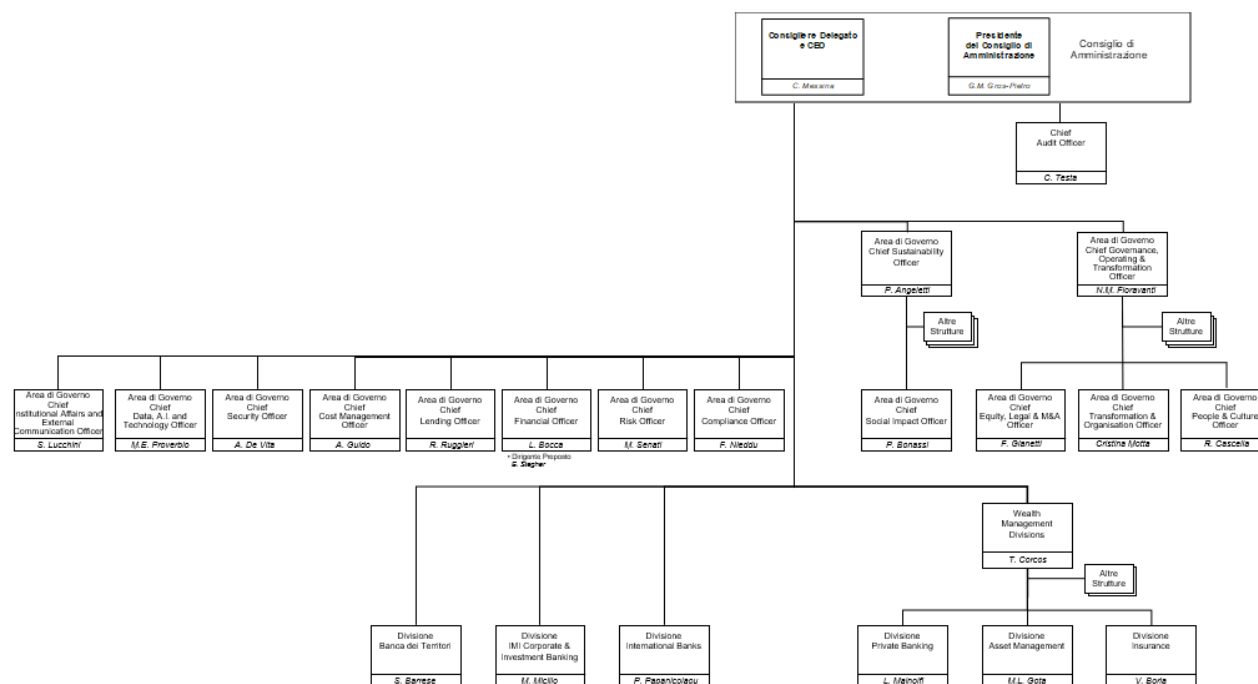 Consigliere Delegato
e CEO
C. Messina
Presidente
del Consiglio di
Amministrazione
G.M. Gros-Pietro
Consiglio di
Amministrazione
Chief
Audit Officer
C. Testa
Area di Governo
Chief Sustainability
Officer
P. Angeletti
Altre
Strutture
Area di Governo
Chief Governance,
Operating &
Transformation
Officer
N.M. Fioravanti
Altre
Strutture
Area di Governo
Chief
nstitutional Affairs and
External
Communication Officer
S. Lucchini
Area di Governo
Chief
Data, A.I. and
Technology Officer
M.E. Proverbio
Area di Governo
Chief
Security Officer
A. De Vita
Area di Governo
Chief
Cost Management
Officer
A. Guido
Area di Governo
Chief
Lending Officer
R. Ruggieri
Area di Governo
Chief
Financial Officer
L. Bocca
• Dirigente Preposto
E. Siegher
Area di Governo
Chief
Risk Officer
M. Senati
Area di Governo
Chief
Compliance Officer
F. Nieddu
Area di Governo
Chief
Social Impact Officer
P. Bonassi
Area di Governo
Chief
Equity, Legal & M&A
Officer
F. Gianetti
Area di Governo
Chief
Transformation &
Organisation Officer
Cristina Motta
Area di Governo
Chief
People & Culture
Officer
R. Cascella
Wealth
Management
Divisions
T. Corcos
Altre
Strutture
Divisione
Banca dei Territori
S. Barrese
Divisione
IMI Corporate &
Investment Banking
M. Micillo
Divisione
International Banks
P. Papanicolaou
Divisione
Private Banking
L. Mainolfi
Divisione
Asset Management
M.L. Gota
Divisione
Insurance
V. Borla